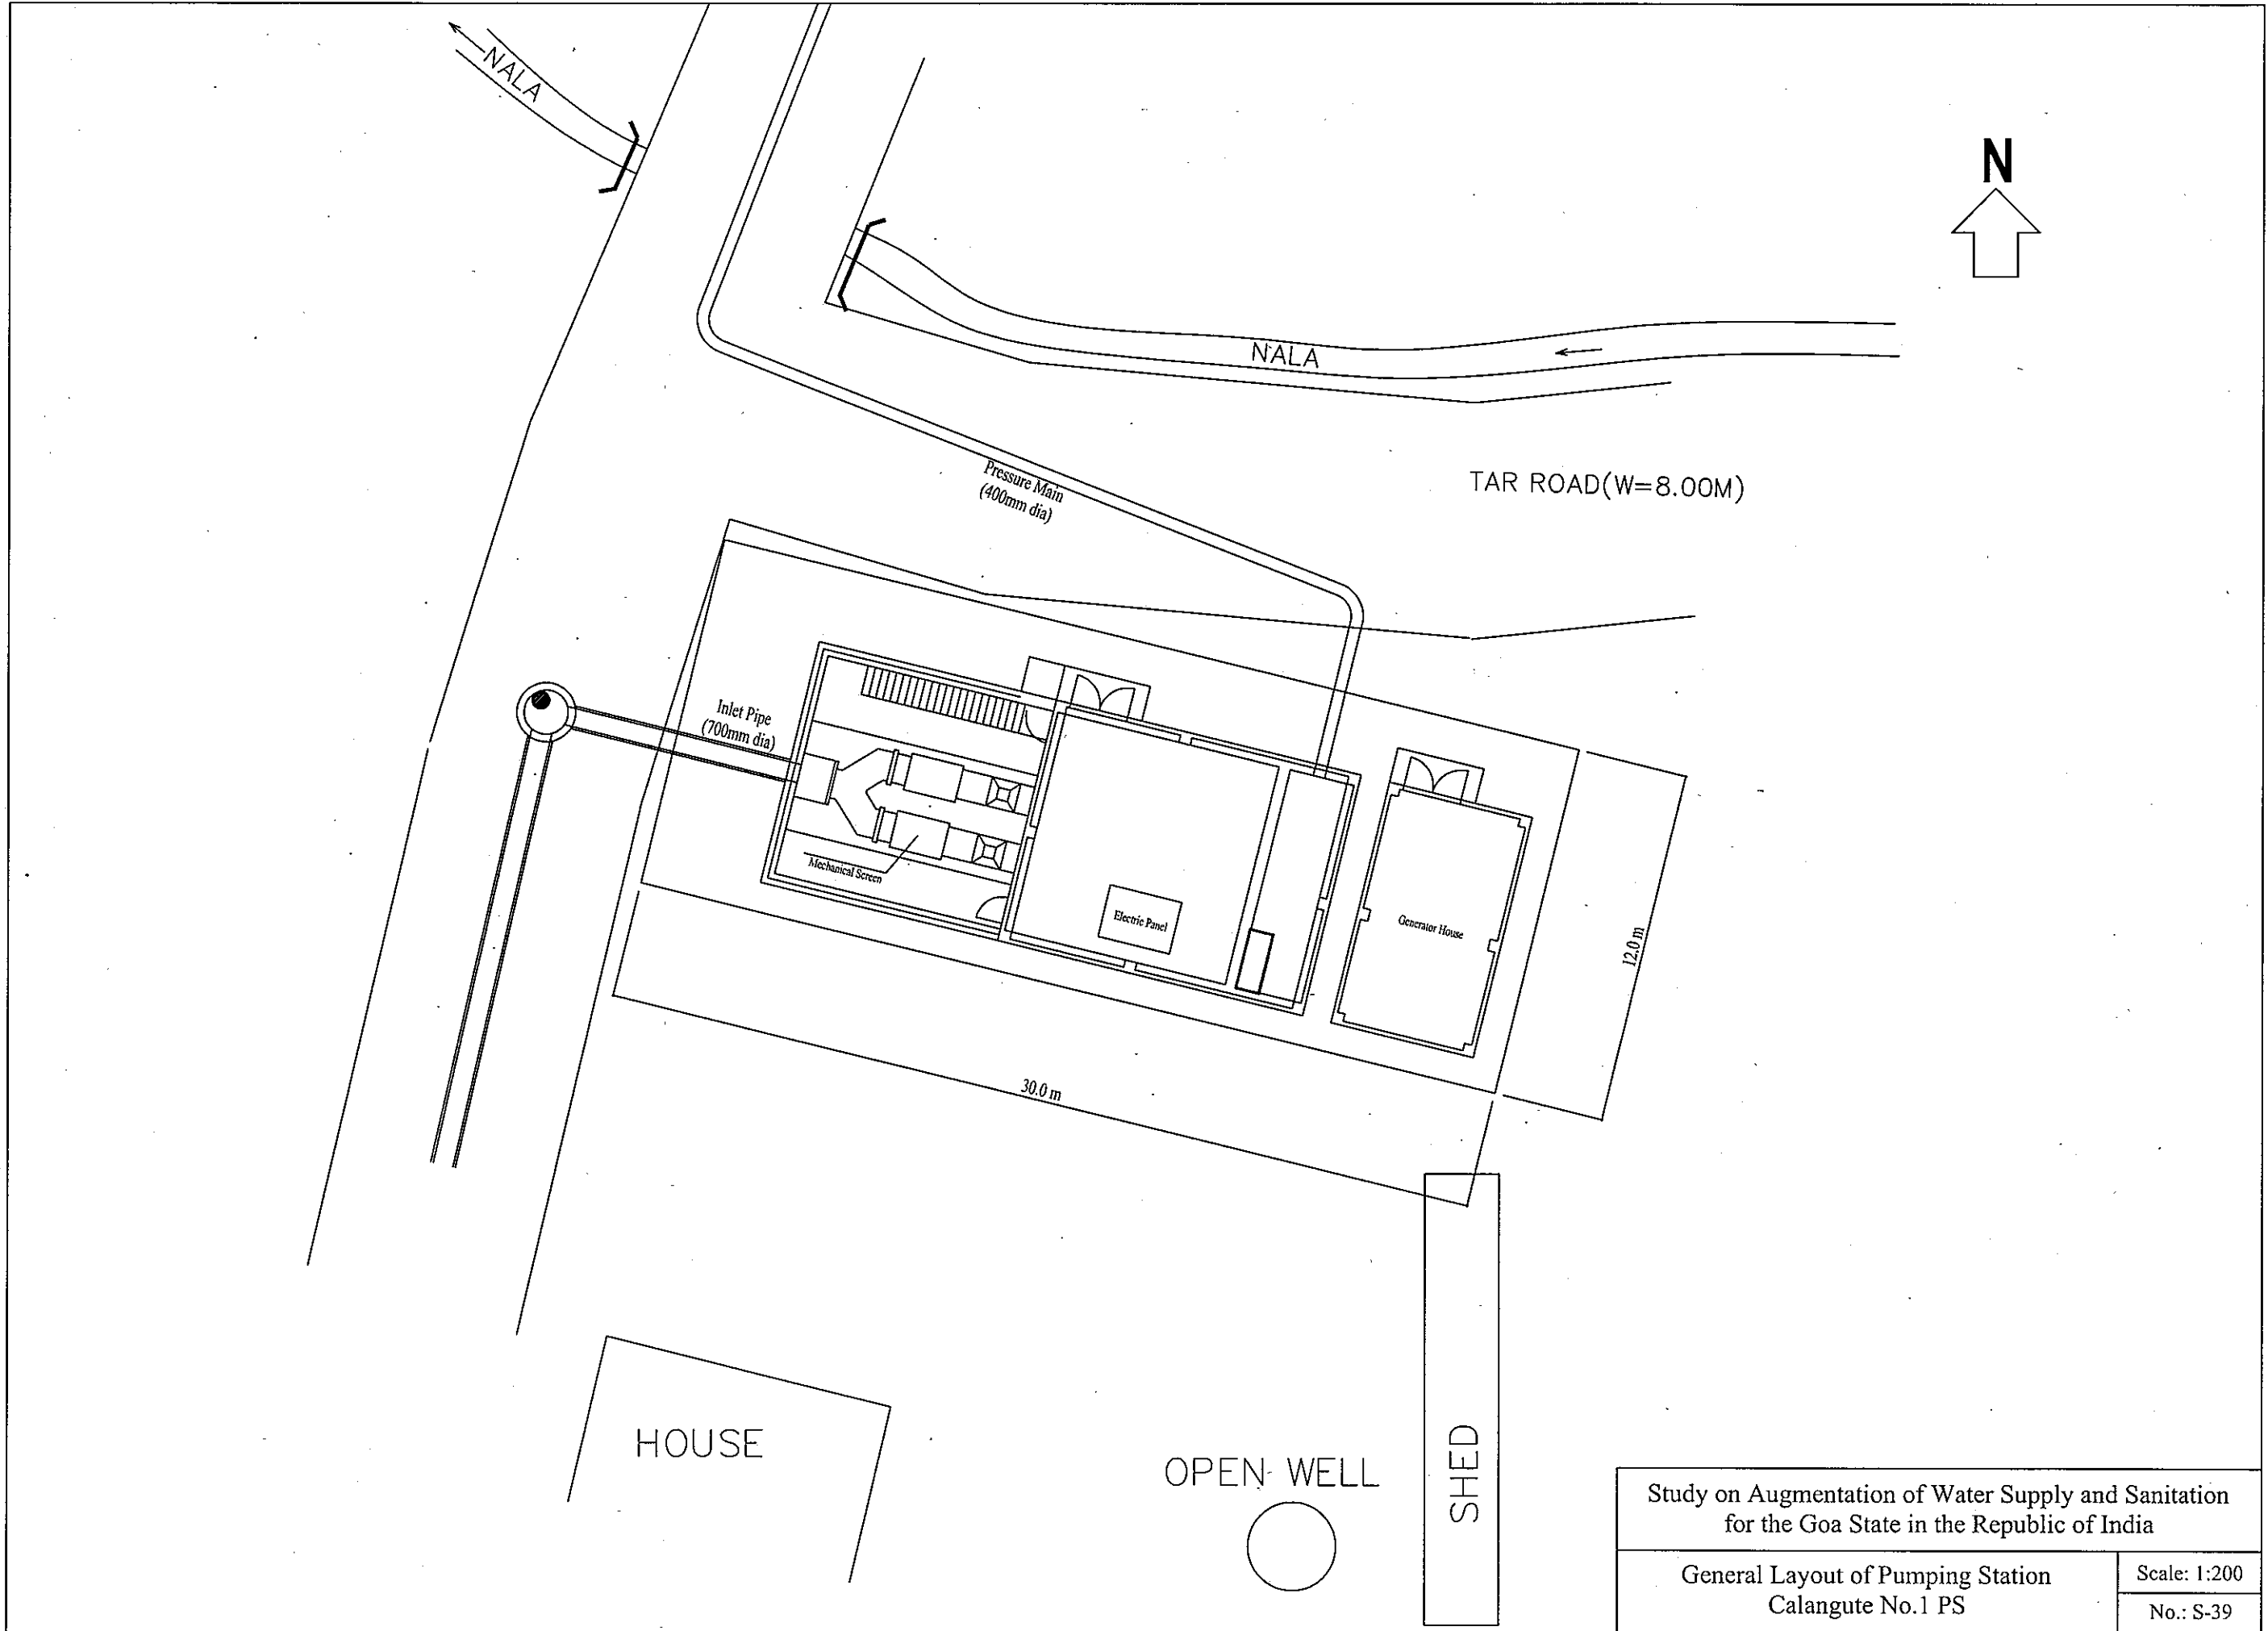 NALA
N
NALA
TAR ROAD(W=8.00M)
Pressure Main
(400mm dia)
Inlet Pipe
(700mm dia)
Mechanical Screen
Electric Panel
Generator House
12.0 m
30.0 m
HOUSE
OPEN WELL
SHED
Study on Augmentation of Water Supply and Sanitation
for the Goa State in the Republic of India
General Layout of Pumping Station
Calangute No.1 PS
Scale: 1:200
No.: S-39